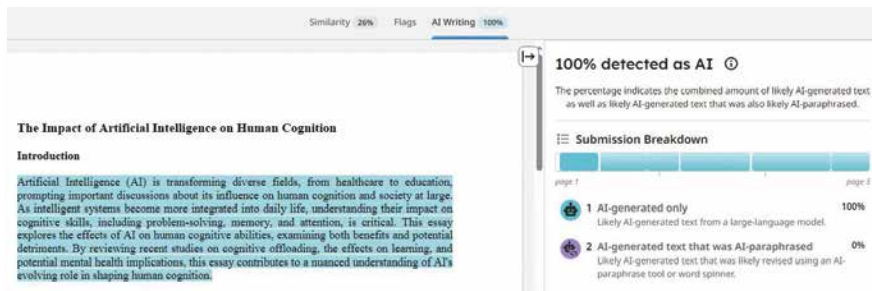 Similarity 26% Flags AI Writing 100%
100% detected as AI
The percentage indicates the combined amount of likely AI-generated text
as well as likely AI-generated text that was also likely AI-paraphrased.
Submission Breakdown
page 1
1 AI-generated only 100%
Likely AI-generated text from a large-language model.
2 AI-generated text that was AI-paraphrased 0%
Likely AI-generated text that was likely revised using an AI-
paraphrase tool or word spinner.
The Impact of Artificial Intelligence on Human Cognition
Introduction
Artificial Intelligence (AI) is transforming diverse fields, from healthcare to education,
prompting important discussions about its influence on human cognition and society at large.
As intelligent systems become more integrated into daily life, understanding their impact on
cognitive skills, including problem-solving, memory, and attention, is critical. This essay
explores the effects of AI on human cognitive abilities, examining both benefits and potential
detriments. By reviewing recent studies on cognitive offloading, the effects on learning, and
potential mental health implications, this essay contributes to a nuanced understanding of AI's
evolving role in shaping human cognition.